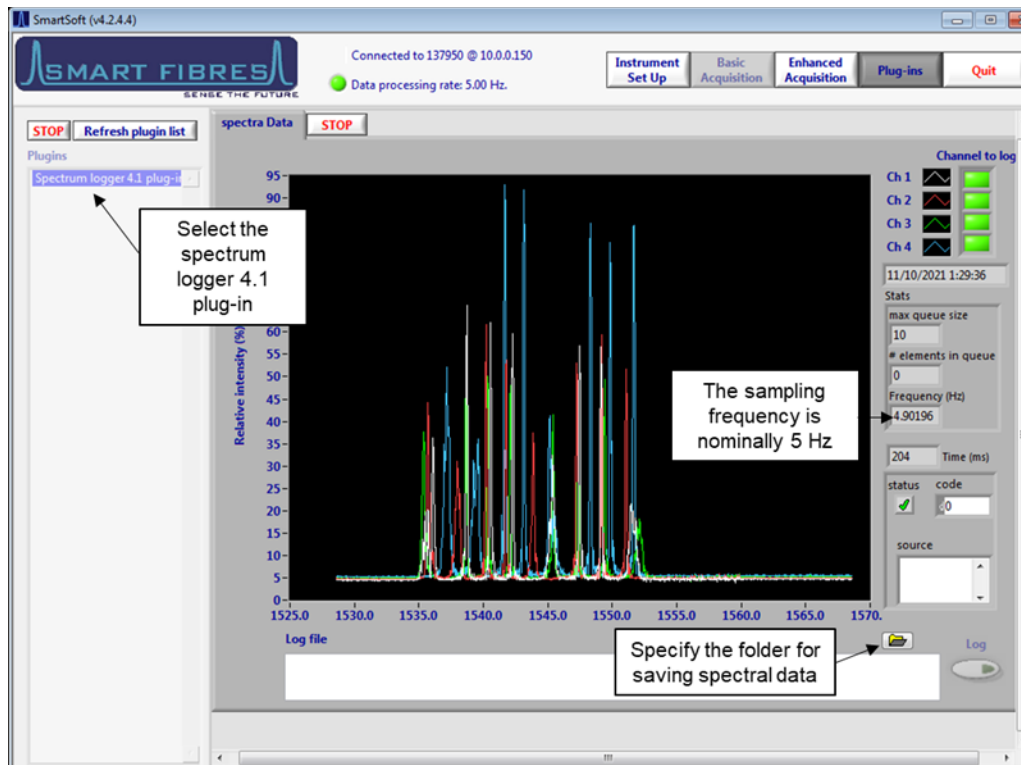 SmartSoft (v4.2.4.4)
SMART FIBRES
SENSE THE FUTURE
Connected to 137950 @ 10.0.0.150
Data processing rate: 5.00 Hz.
Instrument Set Up
Basic Acquisition
Enhanced Acquisition
Plug-ins
Quit
STOP
Refresh plugin list
Plugins
Spectrum logger 4.1 plug-in
Select the
spectrum
logger 4.1
plug-in
spectra Data
STOP
95
90
60
55
50
45
40
35
30
25
20
15
10
5
0
Relative intensity (%)
1525.0 1530.0 1535.0 1540.0 1545.0 1550.0 1555.0 1560.0 1565.0 1570.
Channel to log
Ch 1
Ch 2
Ch 3
Ch 4
11/10/2021 1:29:36
Stats
max queue size
10
# elements in queue
0
Frequency (Hz)
4.90196
The sampling
frequency is
nominally 5 Hz
204 Time (ms)
status code
0
source
Log file
Specify the folder for
saving spectral data
Log